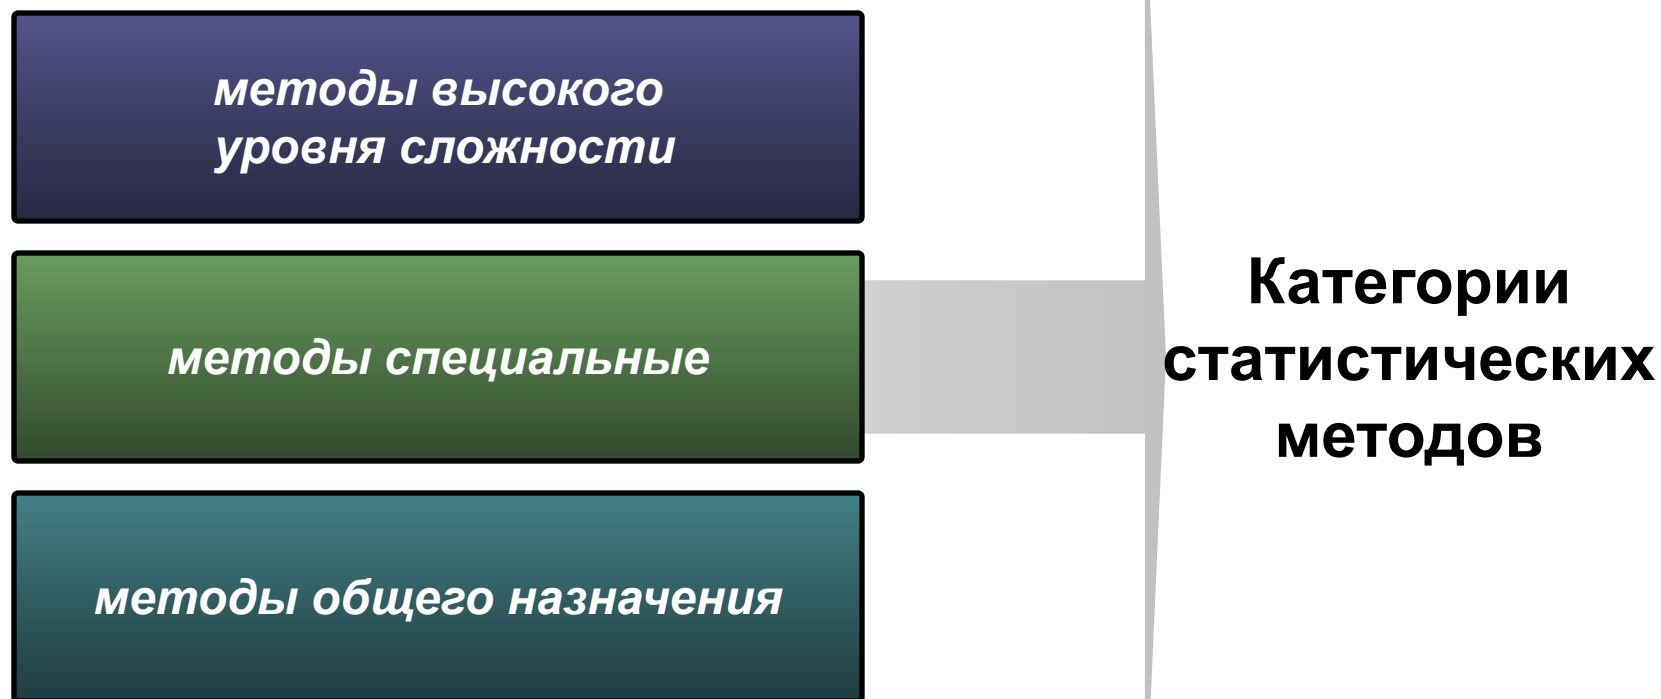 методы высокого
уровня сложности
методы специальные
методы общего назначения
Категории
статистических
методов